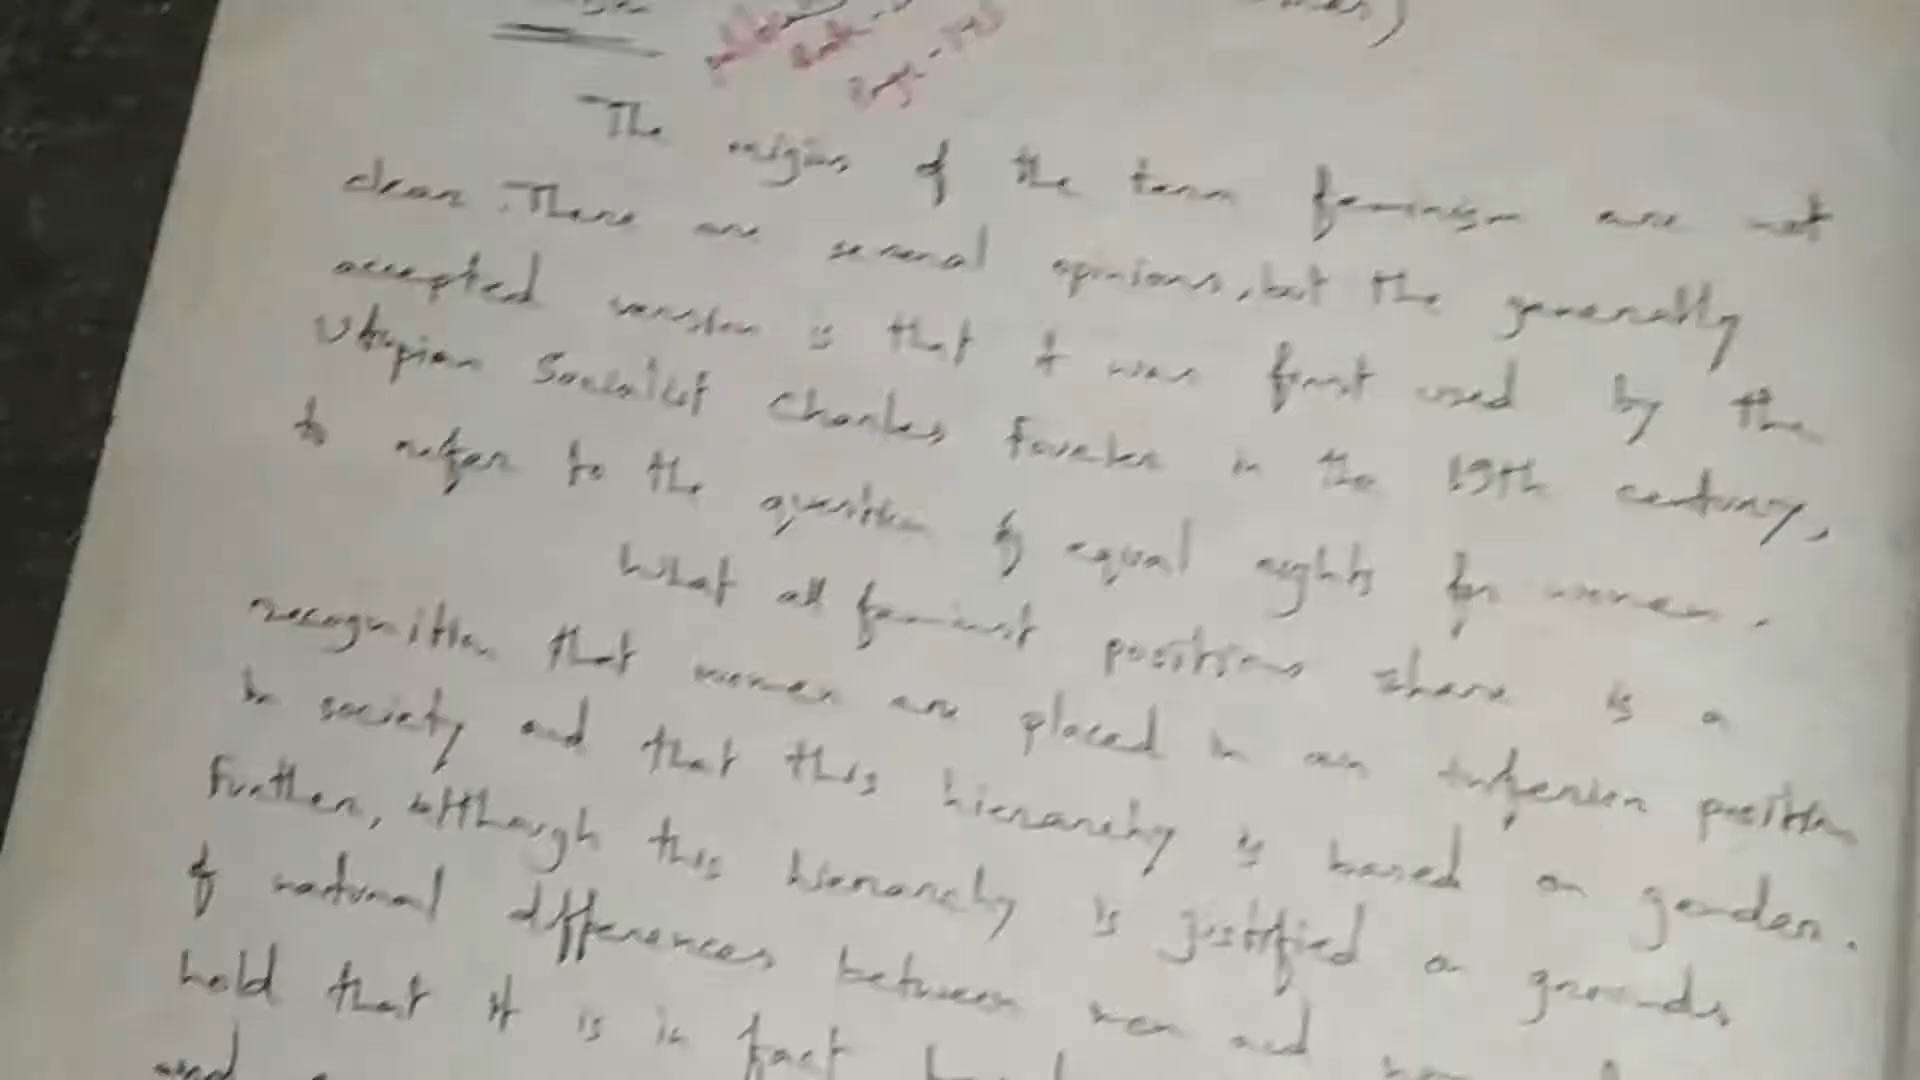 The origins of the term feminism are not
clear. There are several opinions, but the generally
accepted version is that it was first used by the
Utopian Socialist Charles Fourier in the 19th century,
to refer to the question of equal rights for women.
What all feminist positions share is a
recognition that women are placed in an inferior position
in society and that this hierarchy is based on gender.
Further, although this hierarchy is justified on grounds
of natural differences between men and
hold that it is in fact
and